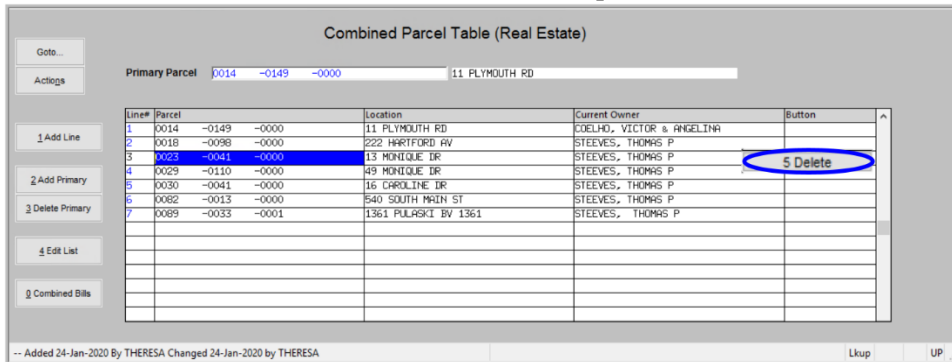 Combined Parcel Table (Real Estate)
Goto...
Actions
Primary Parcel 0014 -0149 -0000 11 PLYMOUTH RD
Line# Parcel Location Current Owner Button
1 0014 -0149 -0000 11 PLYMOUTH RD COELHO, VICTOR & ANGELINA
1 Add Line
2 0018 -0098 -0000 222 HARTFORD AV STEEVES, THOMAS P
3 0023 -0041 -0000 13 MONIQUE DR STEEVES, THOMAS P 5 Delete
4 0029 -0110 -0000 49 MONIQUE DR STEEVES, THOMAS P
2 Add Primary
5 0030 -0041 -0000 16 CAROLINE DR STEEVES, THOMAS P
6 0082 -0013 -0000 540 SOUTH MAIN ST STEEVES, THOMAS P
3 Delete Primary
7 0089 -0033 -0001 1361 PULASKI BV 1361 STEEVES, THOMAS P
4 Edit List
0 Combined Bills
-- Added 24-Jan-2020 By THERESA Changed 24-Jan-2020 by THERESA Lkup UP